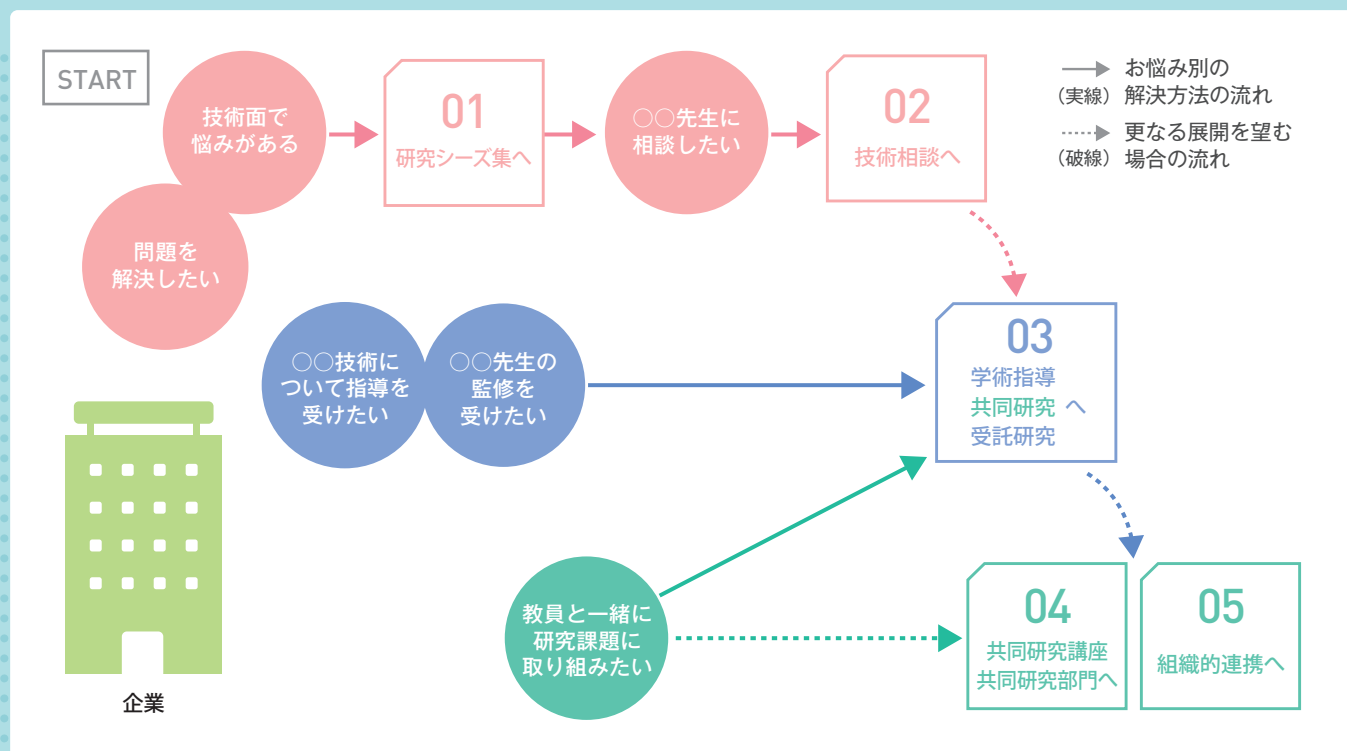 START
技術面で
悩みがある
01
研究シーズ集へ
〇〇先生に
相談したい
02
技術相談へ
お悩み別の
（実線） 解決方法の流れ
更なる展開を望む
（破線） 場合の流れ
問題を
解決したい
〇〇技術に
ついて指導を
受けたい
〇〇先生の
監修を
受けたい
03
学術指導
共同研究 へ
受託研究
教員と一緒に
研究課題に
取り組みたい
04
共同研究講座
共同研究部門へ
05
組織的連携へ
企業